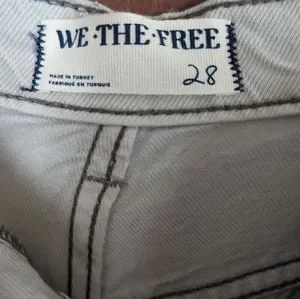 WE·THE·FREE
MADE IN TURKEY
FABRIQUÉ EN TURQUIE
28